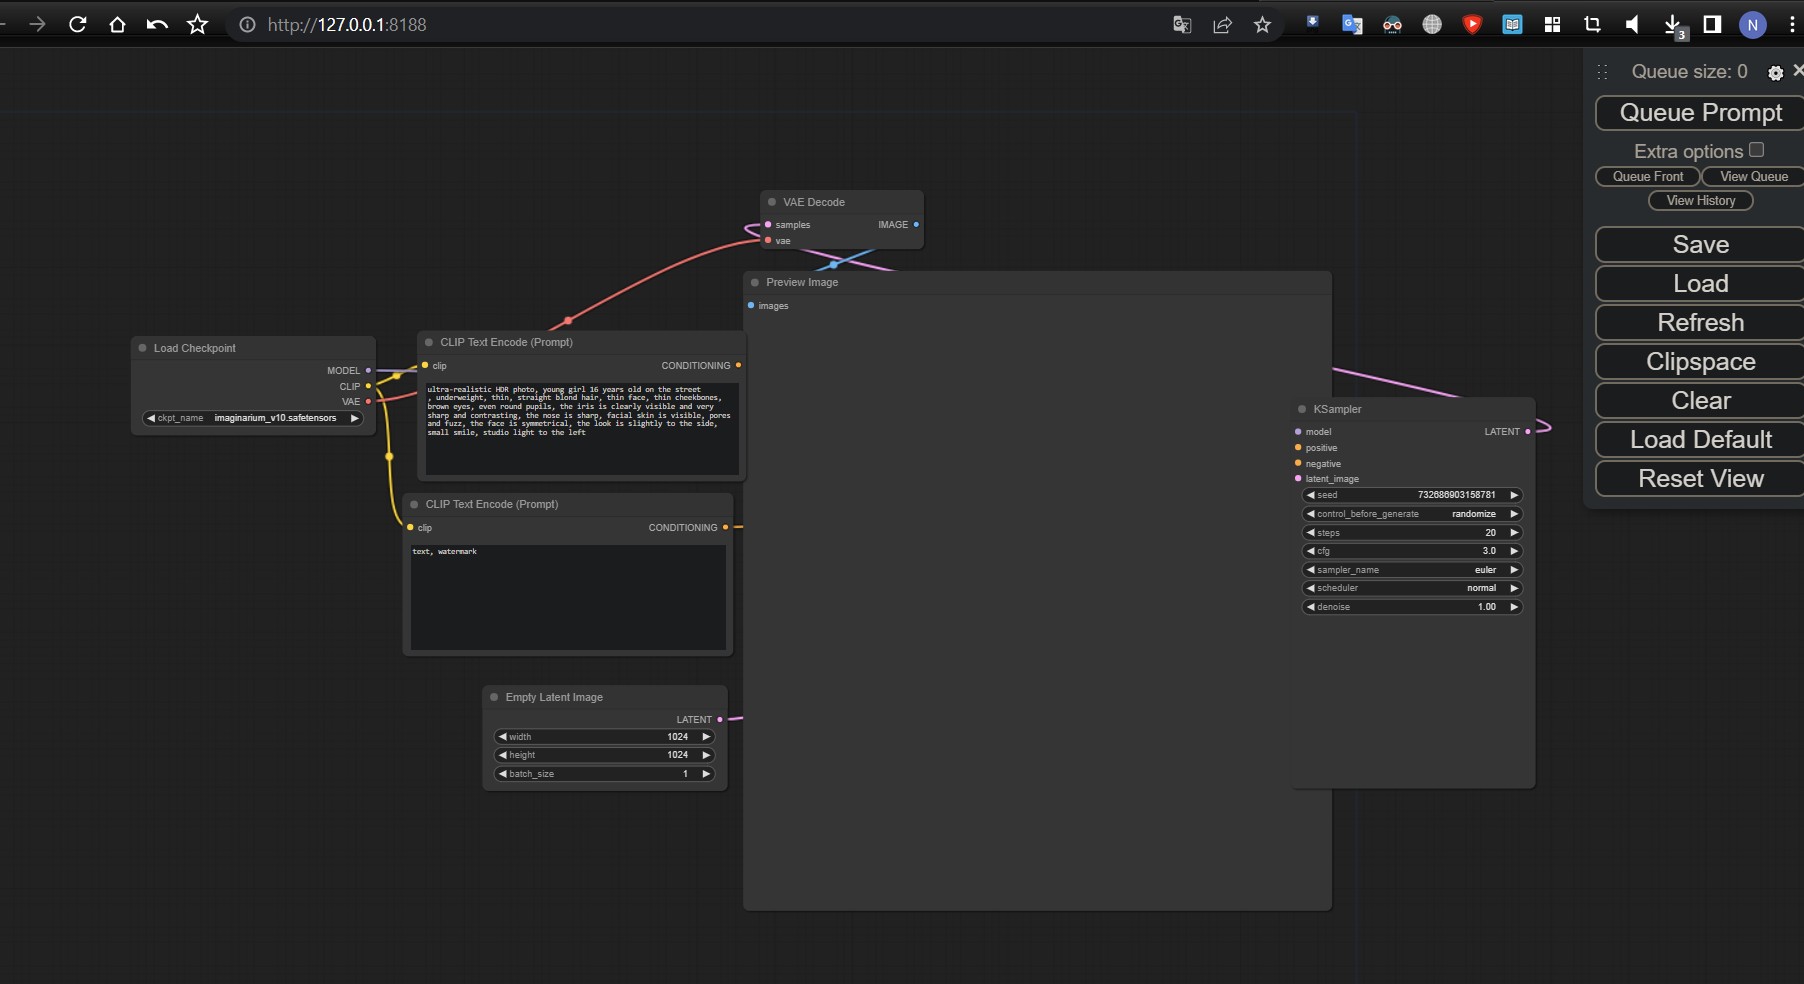 http://127.0.0.1:8188
N
3
Queue size: 0
Queue Prompt
Extra options
Queue Front
View Queue
View History
Save
Load
Refresh
Clipspace
Clear
Load Default
Reset View
VAE Decode
samples
IMAGE
vae
Preview Image
images
Load Checkpoint
MODEL
CLIP
VAE
ckpt_name imaginarium_v10.safetensors
CLIP Text Encode (Prompt)
clip
CONDITIONING
ultra-realistic HDR photo, young girl 16 years old on the street
, underweight, thin, straight blond hair, thin face, thin cheekbones,
brown eyes, even round pupils, the iris is clearly visible and very
sharp and contrasting, the nose is sharp, facial skin is visible, pores
and fuzz, the face is symmetrical, the look is slightly to the side,
small smile, studio light to the left
CLIP Text Encode (Prompt)
clip
CONDITIONING
text, watermark
Empty Latent Image
LATENT
width 1024
height 1024
batch_size 1
KSampler
model
LATENT
positive
negative
latent_image
seed 732686903158781
control_before_generate randomize
steps 20
cfg 3.0
sampler_name euler
scheduler normal
denoise 1.00